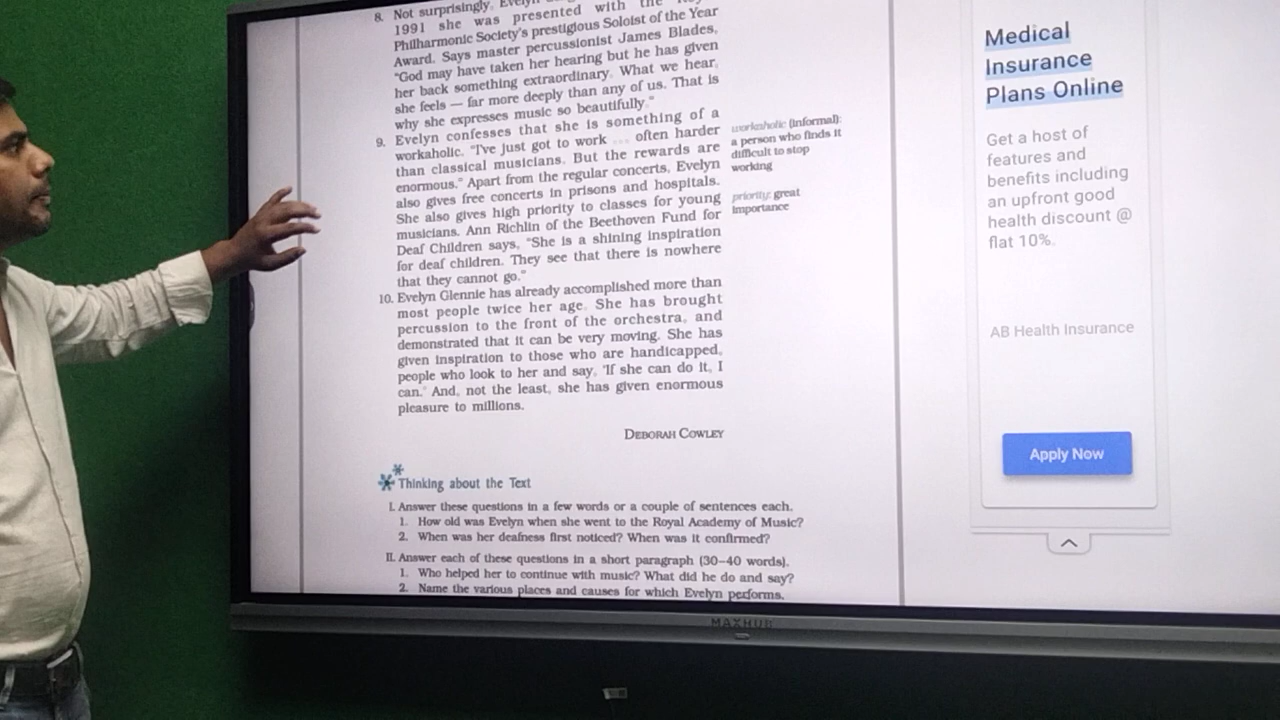 8. Not surprisingly, Evelyn
1991 she was presented with the
Philharmonic Society's prestigious Soloist of the Year
Award. Says master percussionist James Blades,
"God may have taken her hearing but he has given
her back something extraordinary. What we hear,
she feels — far more deeply than any of us. That is
why she expresses music so beautifully."
9. Evelyn confesses that she is something of a
workaholic. "I've just got to work ... often harder
than classical musicians. But the rewards are
enormous." Apart from the regular concerts, Evelyn
also gives free concerts in prisons and hospitals.
She also gives high priority to classes for young
musicians. Ann Richlin of the Beethoven Fund for
Deaf Children says, "She is a shining inspiration
for deaf children. They see that there is nowhere
that they cannot go."
10. Evelyn Glennie has already accomplished more than
most people twice her age. She has brought
percussion to the front of the orchestra, and
demonstrated that it can be very moving. She has
given inspiration to those who are handicapped,
people who look to her and say, 'If she can do it, I
can.' And, not the least, she has given enormous
pleasure to millions.
DEBORAH COWLEY
workaholic (informal):
a person who finds it
difficult to stop
working
priority: great
importance
Thinking about the Text
I. Answer these questions in a few words or a couple of sentences each.
1. How old was Evelyn when she went to the Royal Academy of Music?
2. When was her deafness first noticed? When was it confirmed?
II. Answer each of these questions in a short paragraph (30–40 words).
1. Who helped her to continue with music? What did he do and say?
2. Name the various places and causes for which Evelyn performs.
Medical
Insurance
Plans Online
Get a host of
features and
benefits including
an upfront good
health discount @
flat 10%.
AB Health Insurance
Apply Now
MAXHUB